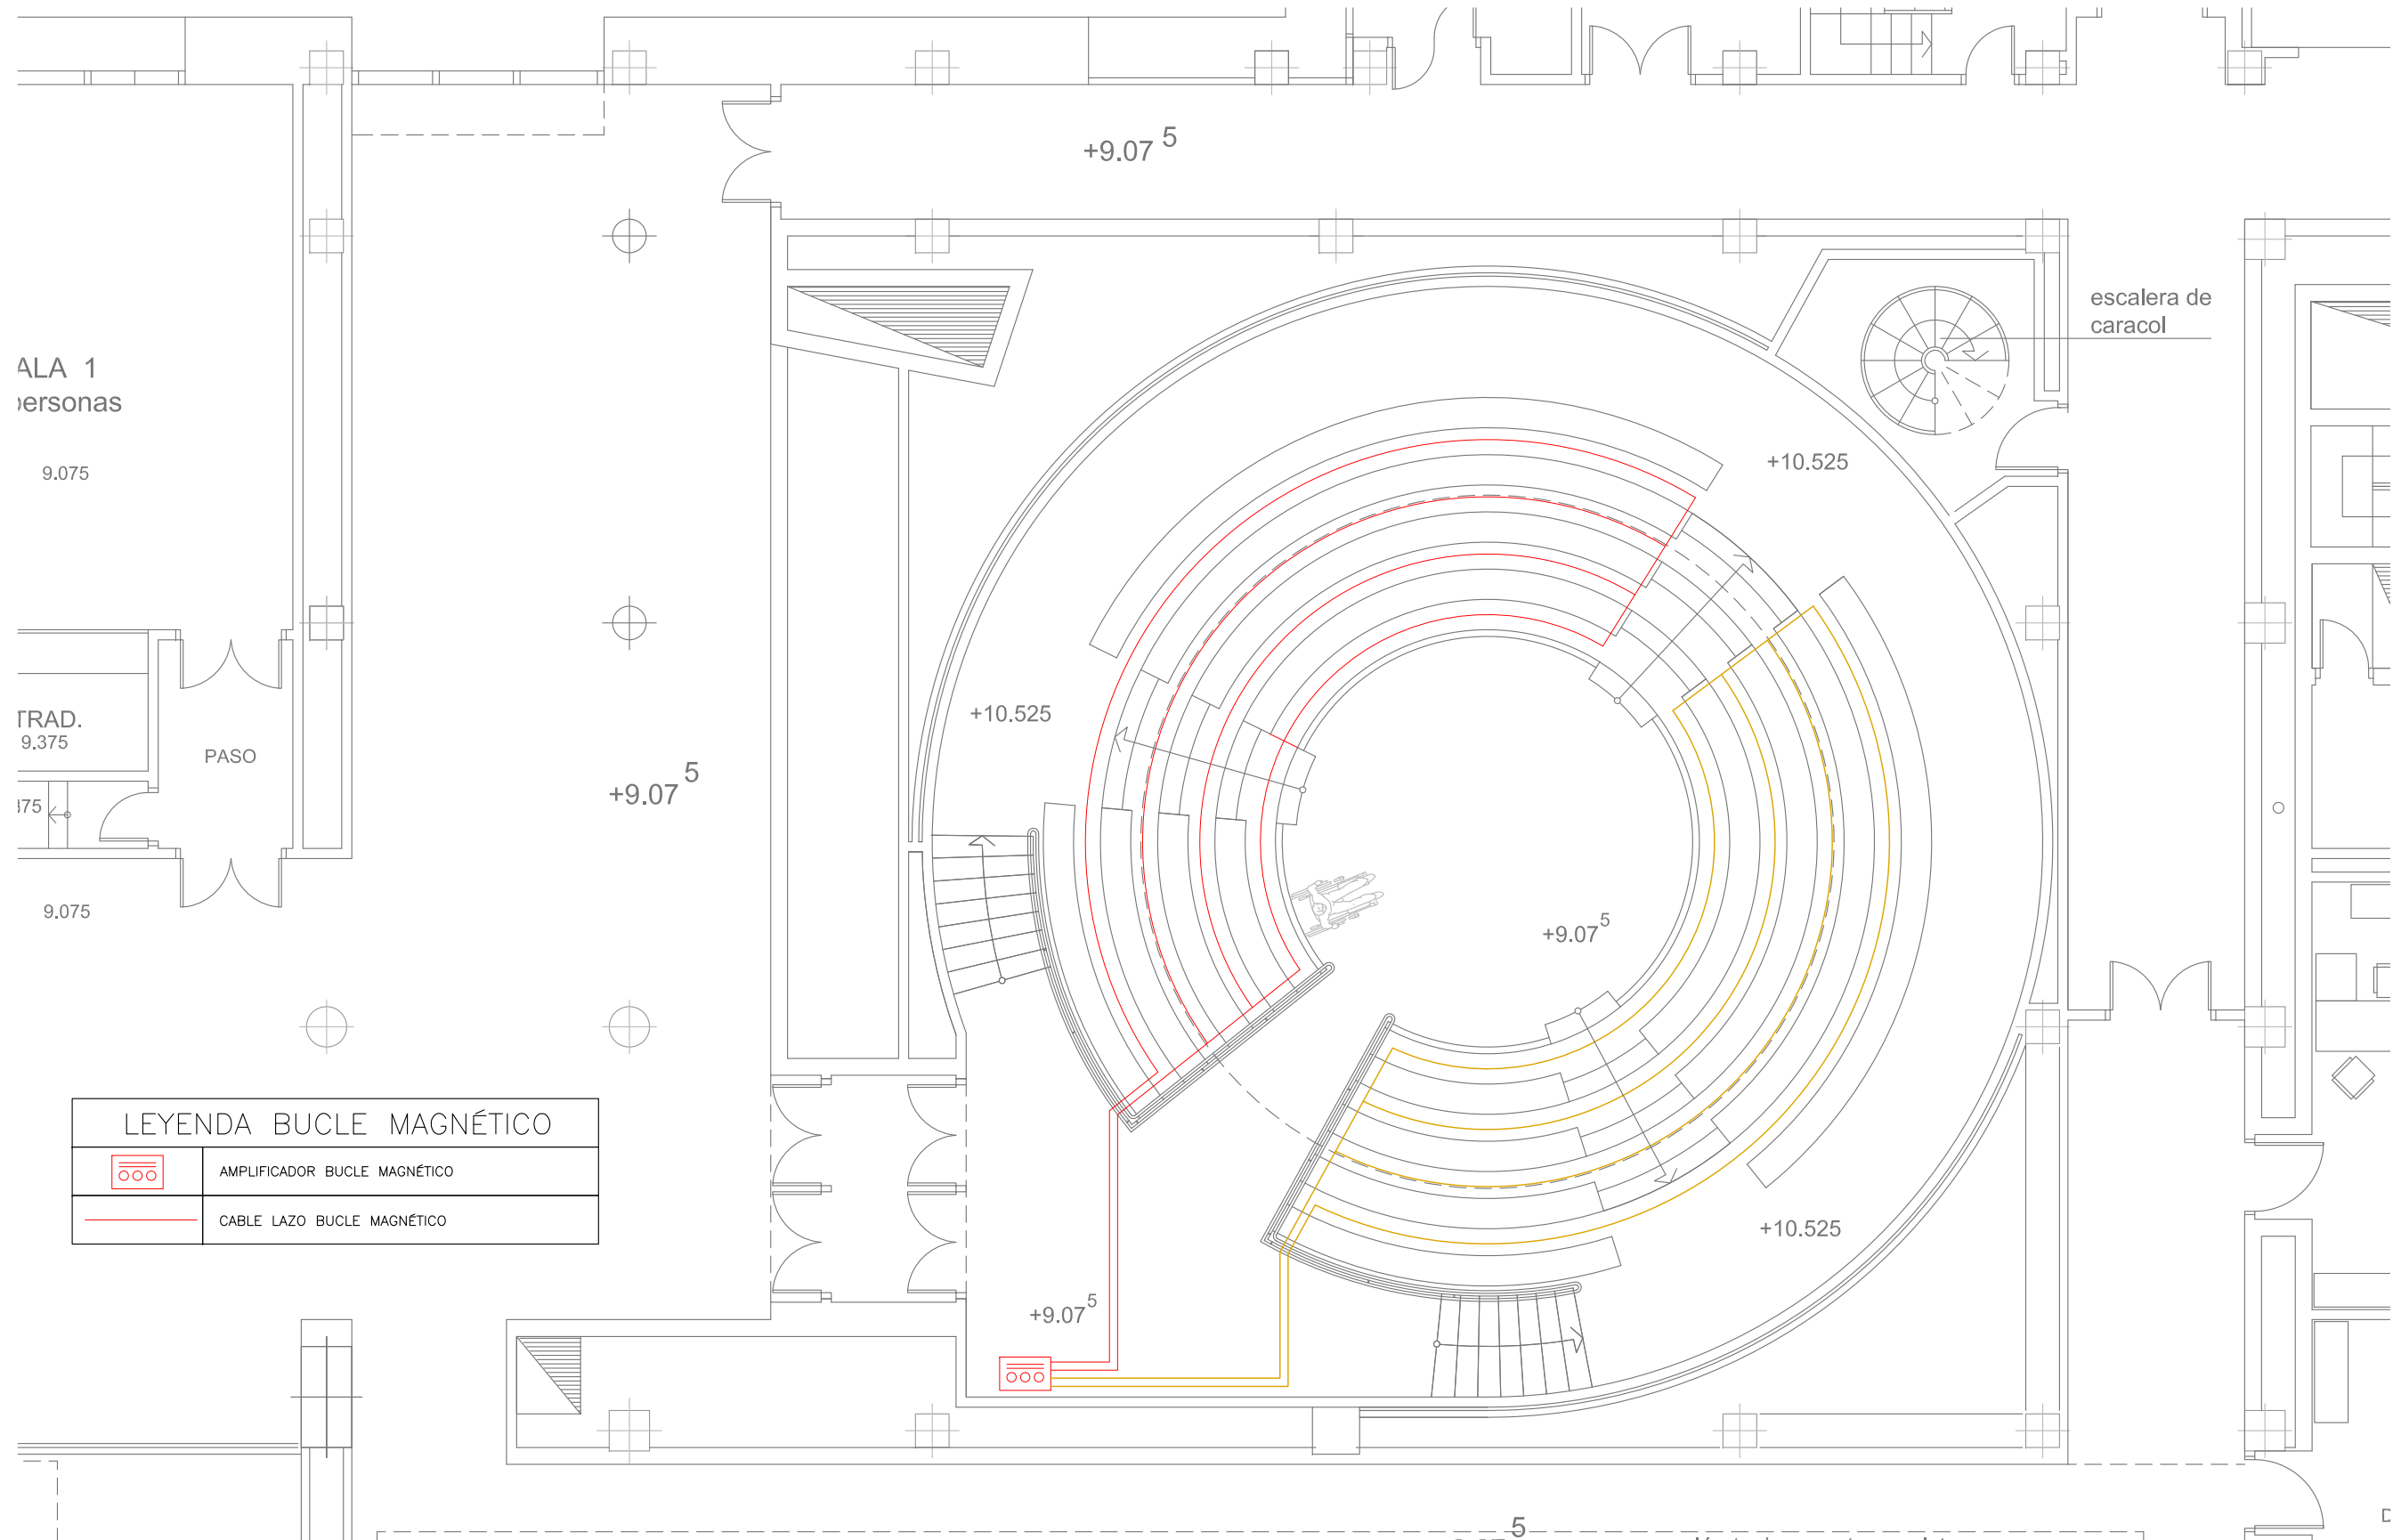 +9.07 5
escalera de
caracol
ALA 1
personas
9.075
+10.525
+10.525
TRAD.
9.375
PASO
375
+9.07 5
9.075
+9.07 5
LEYENDA BUCLE MAGNÉTICO
AMPLIFICADOR BUCLE MAGNÉTICO
CABLE LAZO BUCLE MAGNÉTICO
+10.525
+9.07 5
5